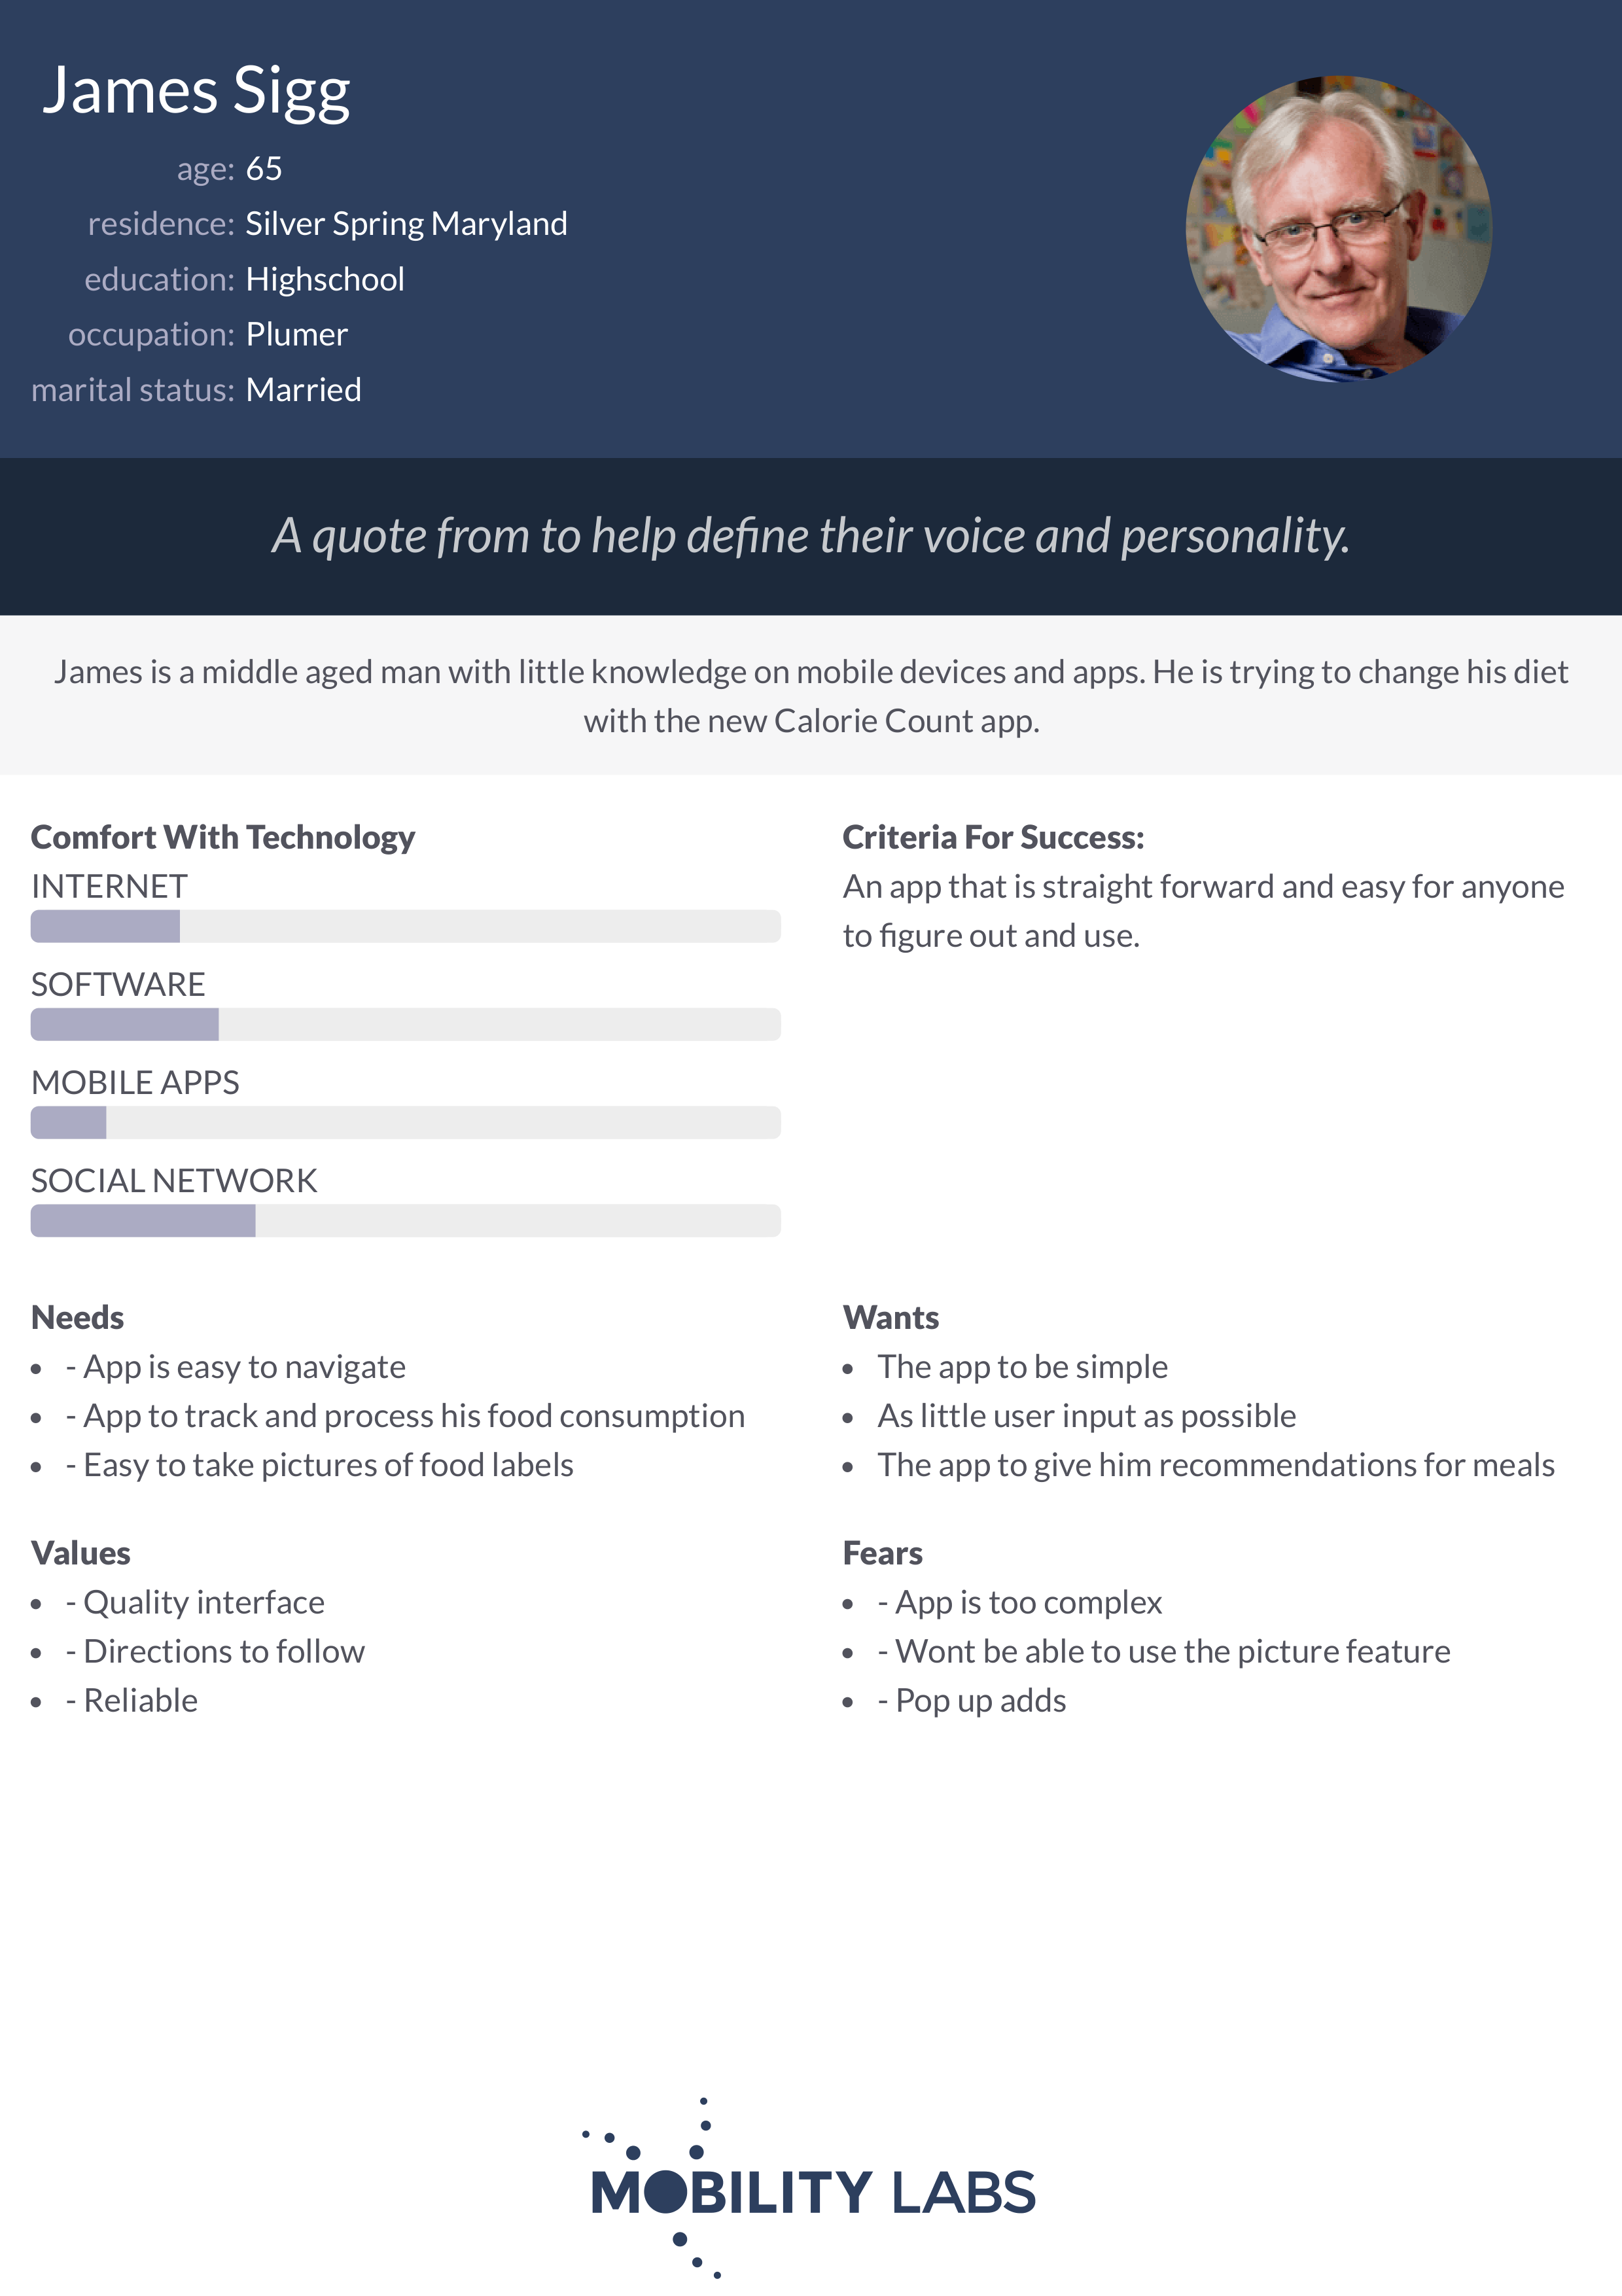 James Sigg
age: 65
residence: Silver Spring Maryland
education: Highschool
occupation: Plumer
marital status: Married
A quote from to help define their voice and personality.
James is a middle aged man with little knowledge on mobile devices and apps. He is trying to change his diet
with the new Calorie Count app.
Comfort With Technology
INTERNET
SOFTWARE
MOBILE APPS
SOCIAL NETWORK
Criteria For Success:
An app that is straight forward and easy for anyone
to figure out and use.
Needs
• - App is easy to navigate
• - App to track and process his food consumption
• - Easy to take pictures of food labels
Wants
• The app to be simple
• As little user input as possible
• The app to give him recommendations for meals
Values
• - Quality interface
• - Directions to follow
• - Reliable
Fears
• - App is too complex
• - Wont be able to use the picture feature
• - Pop up adds
MOBILITY LABS